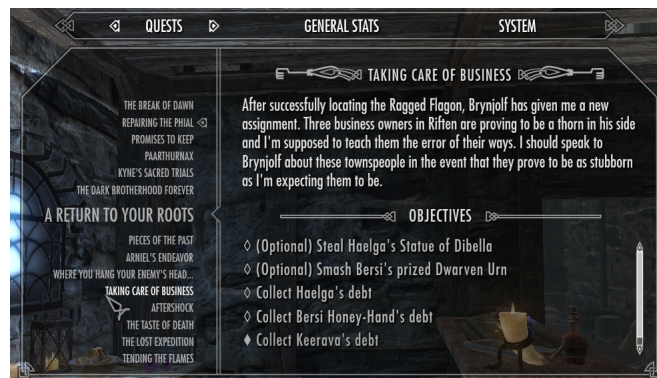 QUESTS
GENERAL STATS
SYSTEM
THE BREAK OF DAWN
REPAIRING THE PHIAL
PROMISES TO KEEP
PAARTHURNAX
KYNE'S SACRED TRIALS
THE DARK BROTHERHOOD FOREVER
A RETURN TO YOUR ROOTS
PIECES OF THE PAST
ARNIEL'S ENDEAVOR
WHERE YOU HANG YOUR ENEMY'S HEAD...
TAKING CARE OF BUSINESS
AFTERSHOCK
THE TASTE OF DEATH
THE LOST EXPEDITION
TENDING THE FLAMES
TAKING CARE OF BUSINESS
After successfully locating the Ragged Flagon, Brynjolf has given me a new
assignment. Three business owners in Riften are proving to be a thorn in his side
and I'm supposed to teach them the error of their ways. I should speak to
Brynjolf about these townspeople in the event that they prove to be as stubborn
as I'm expecting them to be.
OBJECTIVES
(Optional) Steal Haelga's Statue of Dibella
(Optional) Smash Bersi's prized Dwarven Urn
Collect Haelga's debt
Collect Bersi Honey-Hand's debt
Collect Keerava's debt